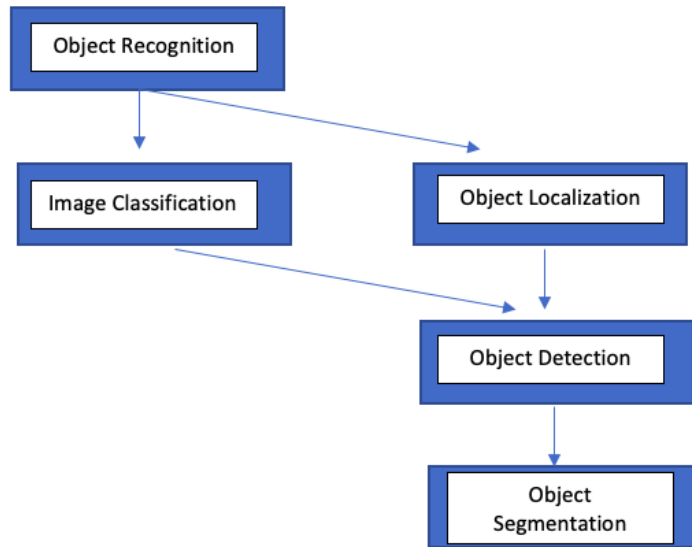 Object Recognition
Image Classification
Object Localization
Object Detection
Object
Segmentation